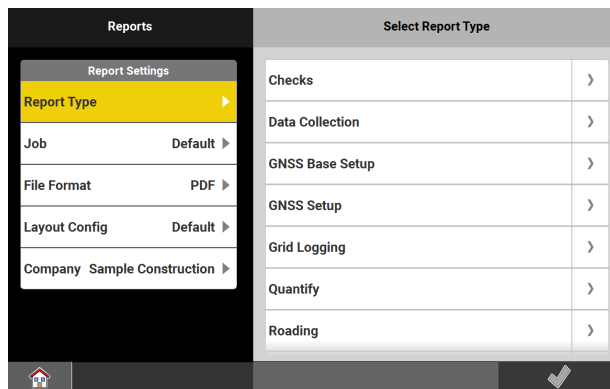 Reports
Select Report Type
Report Settings
Report Type
Job Default
File Format PDF
Layout Config Default
Company Sample Construction
Checks
Data Collection
GNSS Base Setup
GNSS Setup
Grid Logging
Quantify
Roading